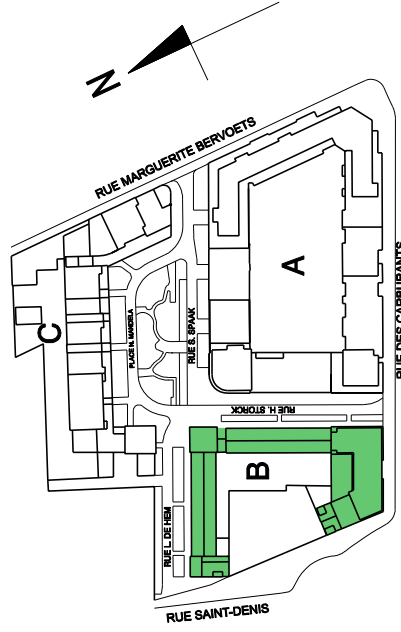 N
RUE MARGUERITE BERVOETS
C
PLACE N. MANDELA
RUE S. SPAAK
A
RUE DES CARBURANTS
RUE H. STORCK
B
RUE L. DE HEM
RUE SAINT-DENIS